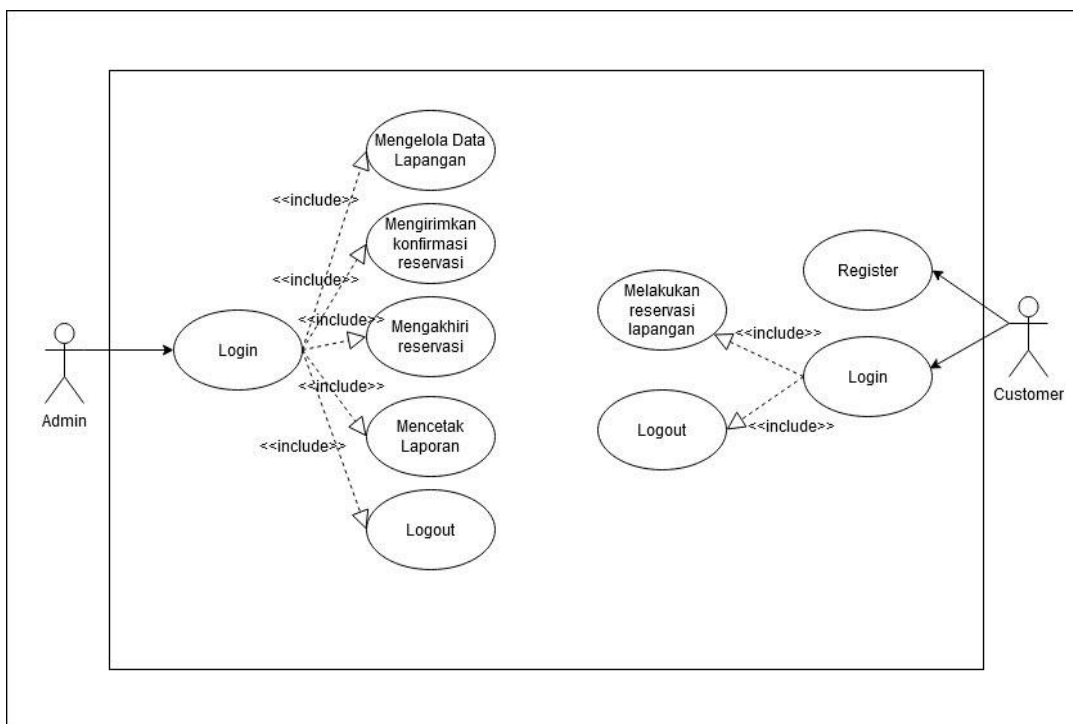 Mengelola Data
Lapangan
<<include>>
Mengirimkan
konfirmasi
reservasi
<<include>>
<<include>>
Mengakhiri
reservasi
Login
<<include>>
Mencetak
Laporan
<<include>>
Logout
Admin
Register
Melakukan
reservasi
lapangan
<<include>>
Login
Logout
<<include>>
Customer